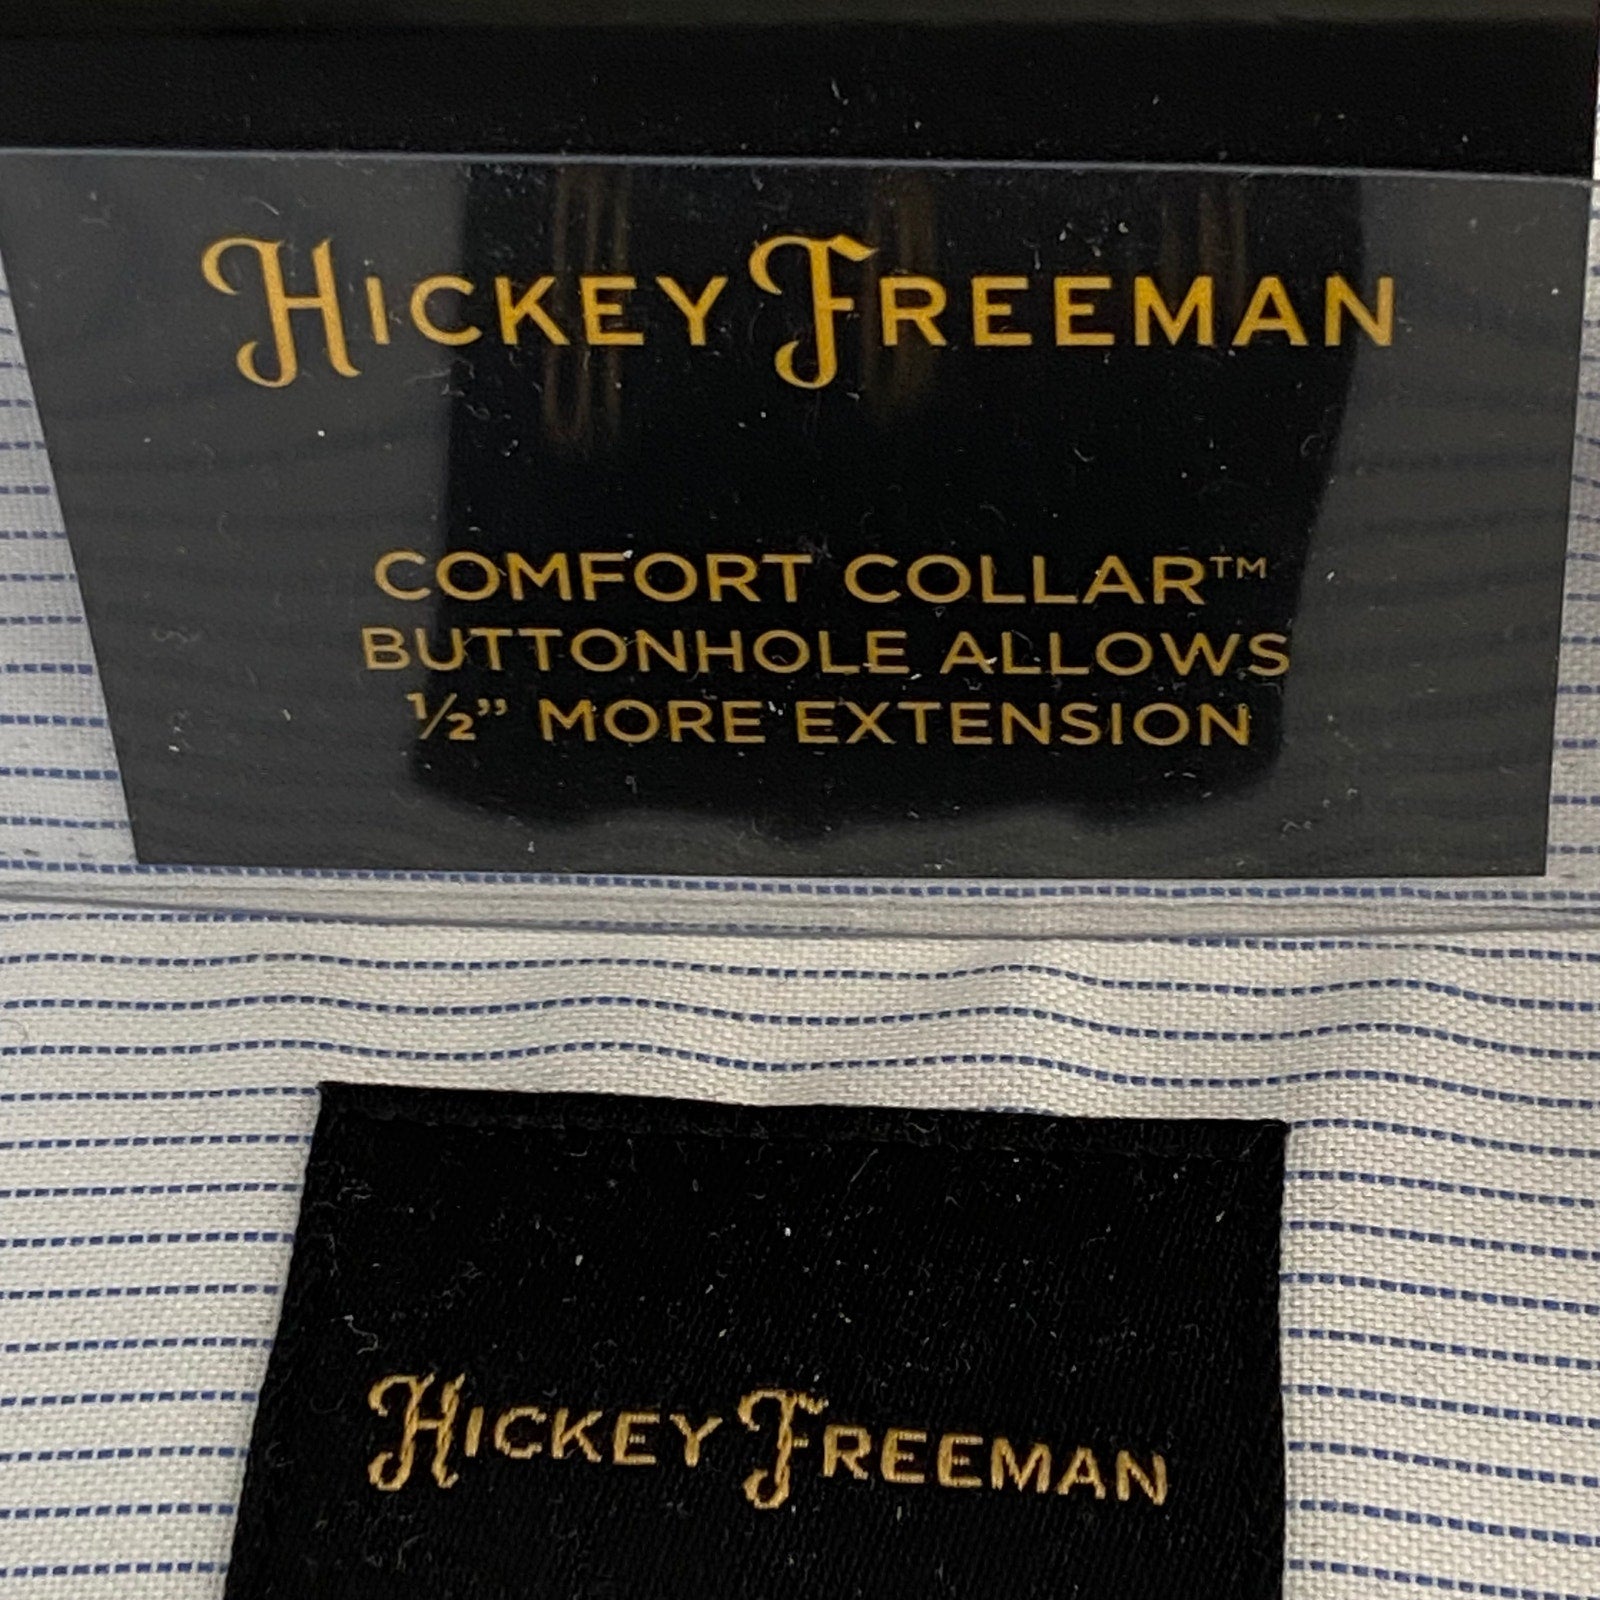 HICKEY FREEMAN
COMFORT COLLAR™
BUTTONHOLE ALLOWS
½” MORE EXTENSION
HICKEY FREEMAN